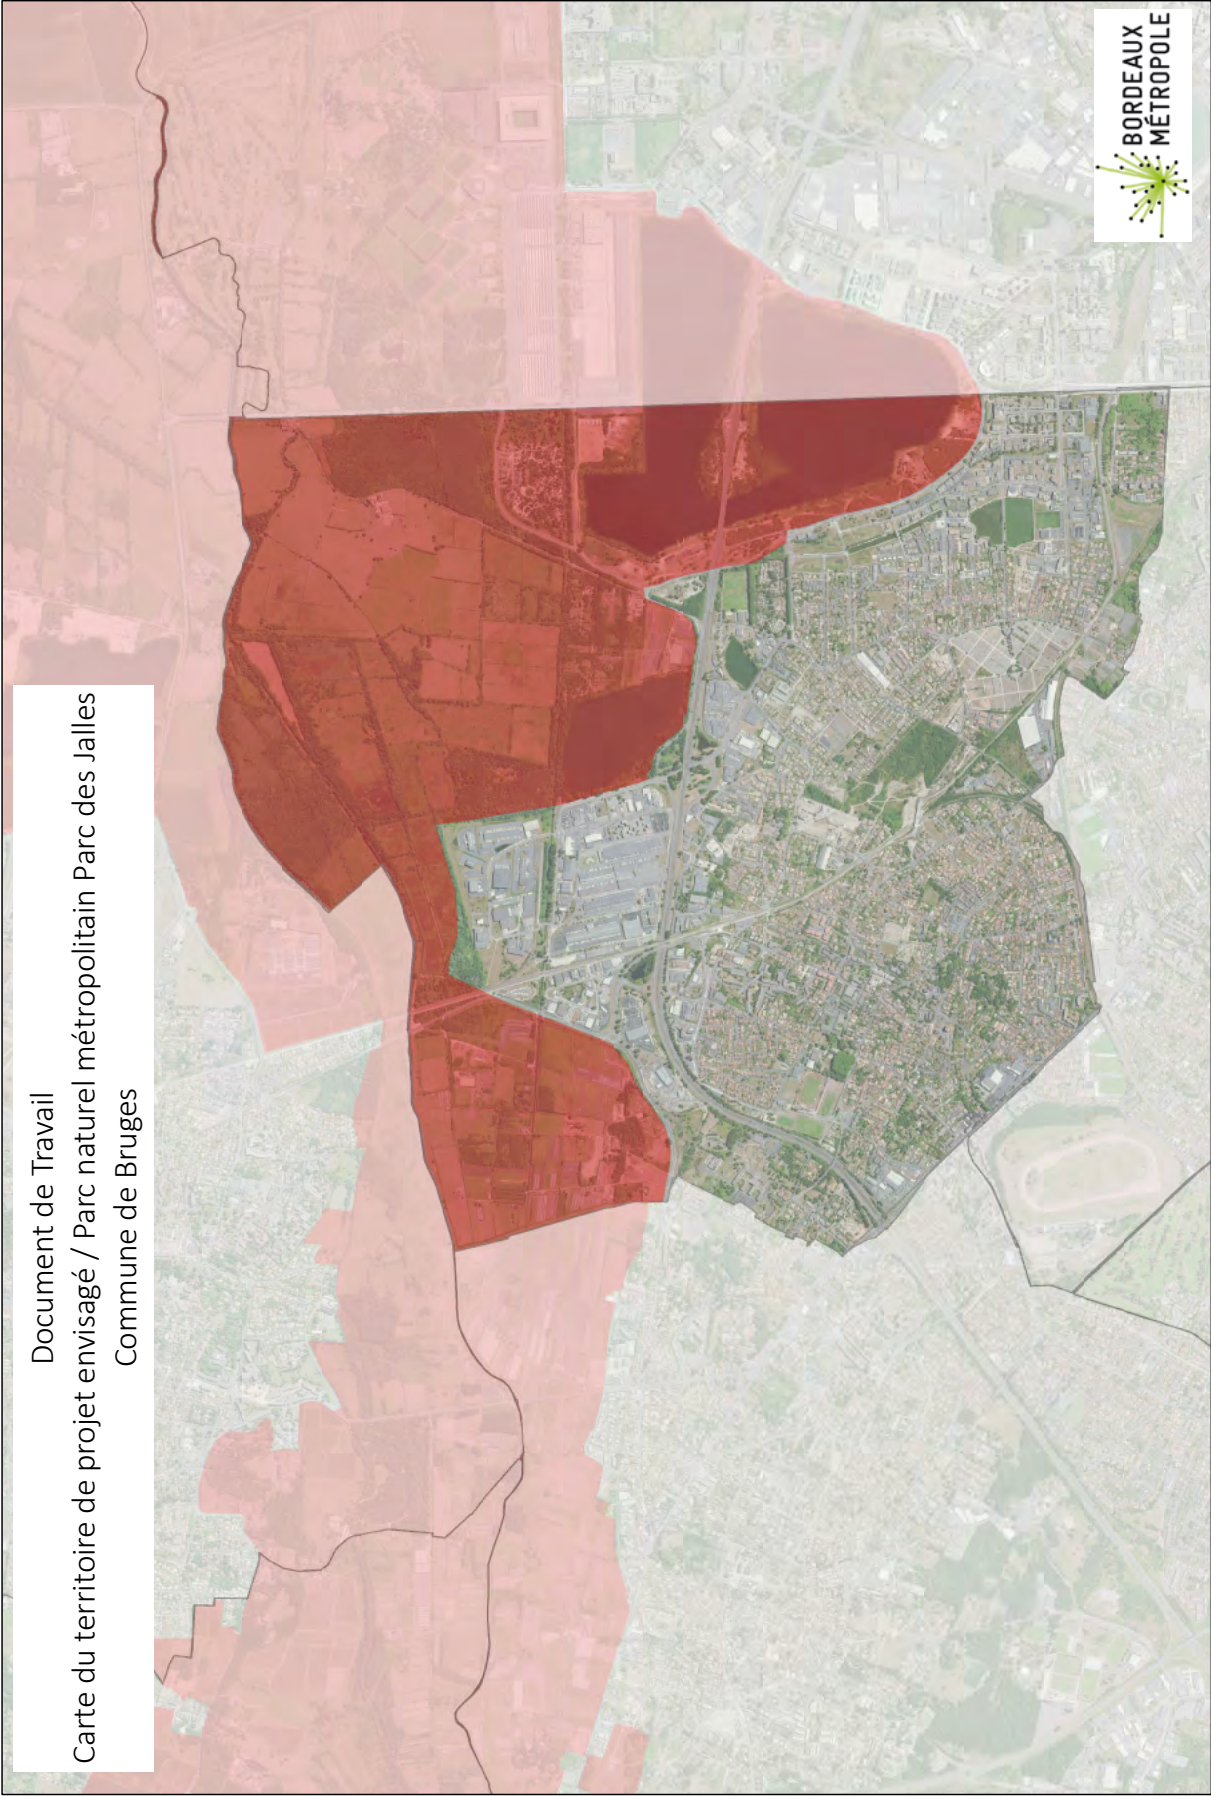 Document de Travail
Carte du territoire de projet envisagé / Parc naturel métropolitain Parc des Jalles
Commune de Bruges
BORDEAUX
MÉTROPOLE